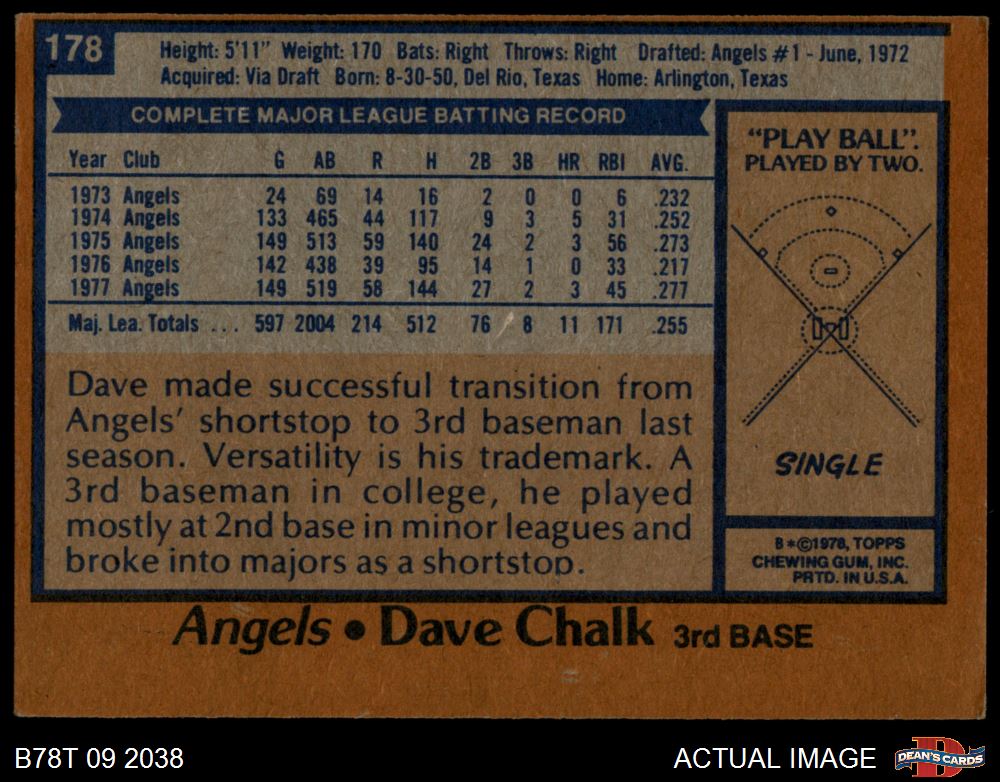 178
Height: 5'11" Weight: 170 Bats: Right Throws: Right Drafted: Angels #1 - June, 1972
Acquired: Via Draft Born: 8-30-50, Del Rio, Texas Home: Arlington, Texas
COMPLETE MAJOR LEAGUE BATTING RECORD
Year Club G AB R H 2B 3B HR RBI AVG.
1973 Angels 24 69 14 16 2 0 0 6 .232
1974 Angels 133 465 44 117 9 3 5 31 .252
1975 Angels 149 513 59 140 24 2 3 56 .273
1976 Angels 142 438 39 95 14 1 0 33 .217
1977 Angels 149 519 58 144 27 2 3 45 .277
Maj. Lea. Totals ... 597 2004 214 512 76 8 11 171 .255
Dave made successful transition from
Angels' shortstop to 3rd baseman last
season. Versatility is his trademark. A
3rd baseman in college, he played
mostly at 2nd base in minor leagues and
broke into majors as a shortstop.
"PLAY BALL".
PLAYED BY TWO.
SINGLE
B*©1978, TOPPS
CHEWING GUM, INC.
PRTD. IN U.S.A.
Angels • Dave Chalk 3rd BASE
B78T 09 2038
ACTUAL IMAGE
D
DEAN'S CARDS